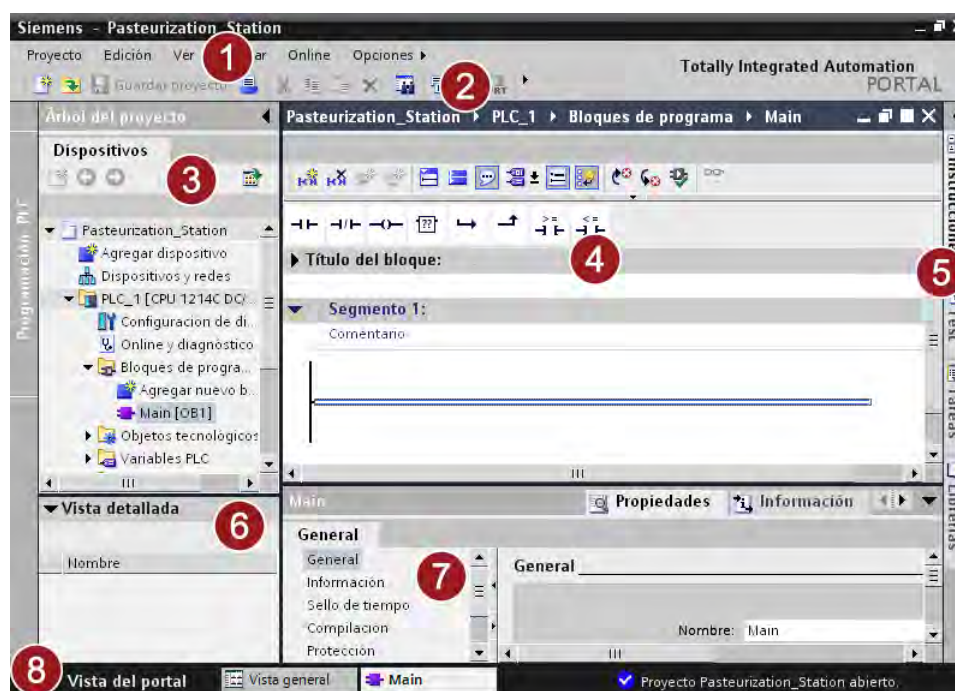 Siemens - Pasteurization_Station
Proyecto Edición Ver ar Online Opciones
Totally Integrated Automation
PORTAL
Guardar proyecto
RT
Árbol del proyecto
Pasteurization_Station PLC_1 Bloques de programa Main
Dispositivos
Programación PLC
Pasteurization_Station
Agregar dispositivo
Dispositivos y redes
PLC_1 [CPU 1214C DC/
Configuración de di..
Online y diagnóstico
Bloques de progra...
Agregar nuevo b..
Main [OB1]
Objetos tecnológicos
Variables PLC
Título del bloque:
Segmento 1:
Comentario
Test
Tareas
Librerías
Vista detallada
Nombre
Main
Propiedades Información
General
General
Información
Sello de tiempo
Compilación
Protección
General
Nombre: Main
Vista del portal Vista general Main Proyecto Pasteurization_Station abierto.
1
2
3
4
5
6
7
8